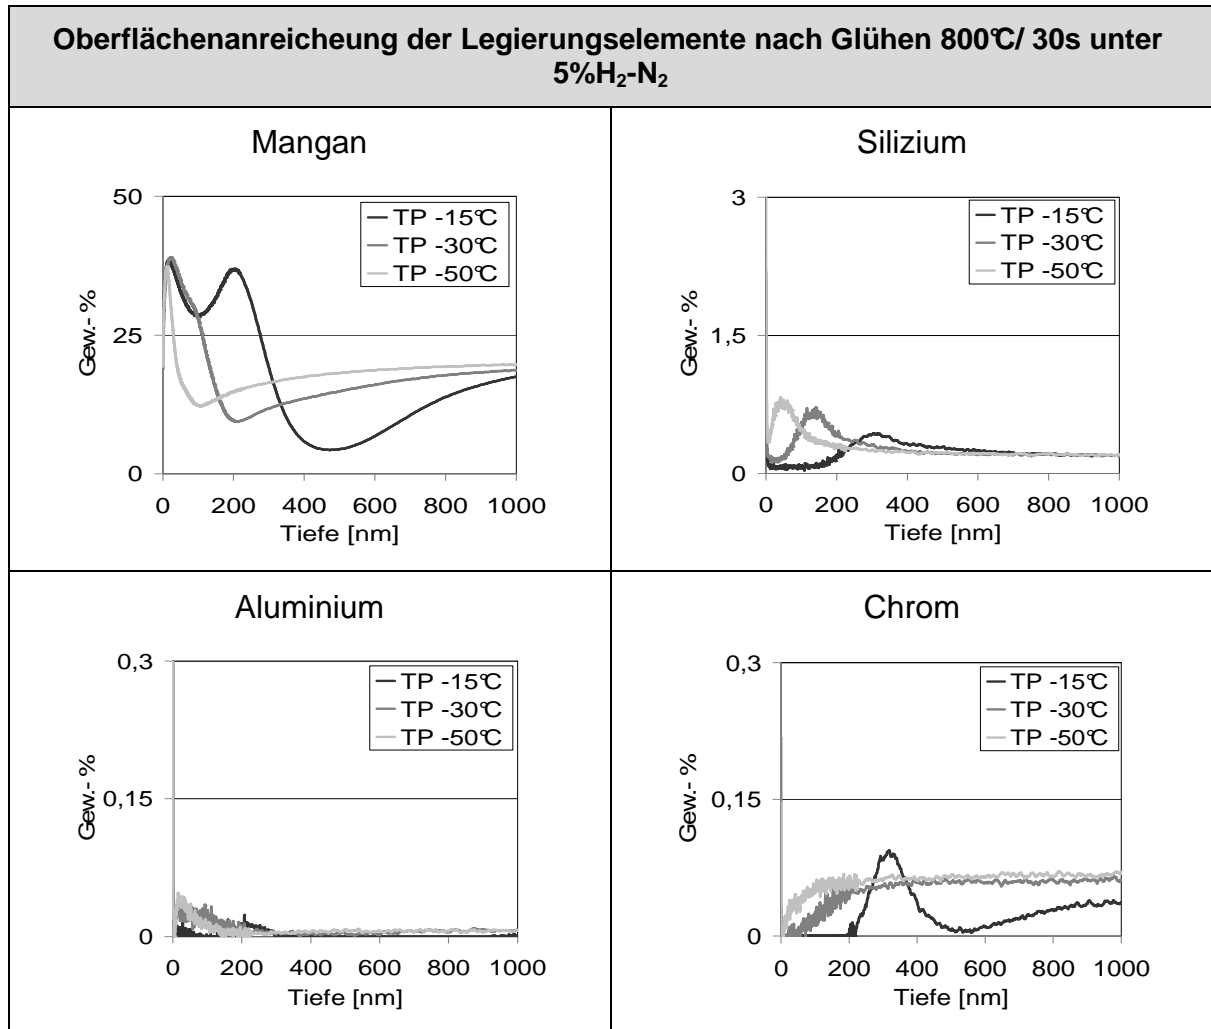 Oberflächenanreicheung der Legierungselemente nach Glühen 800℃/ 30s unter
5%H₂-N₂
Mangan
50
25
0
Gew.- %
TP -15℃
TP -30℃
TP -50℃
0 200 400 600 800 1000
Tiefe [nm]
Silizium
3
1,5
0
Gew.- %
TP -15℃
TP -30℃
TP -50℃
0 200 400 600 800 1000
Tiefe [nm]
Aluminium
0,3
0,15
0
Gew.- %
TP -15℃
TP -30℃
TP -50℃
0 200 400 600 800 1000
Tiefe [nm]
Chrom
0,3
0,15
0
Gew.- %
TP -15℃
TP -30℃
TP -50℃
0 200 400 600 800 1000
Tiefe [nm]